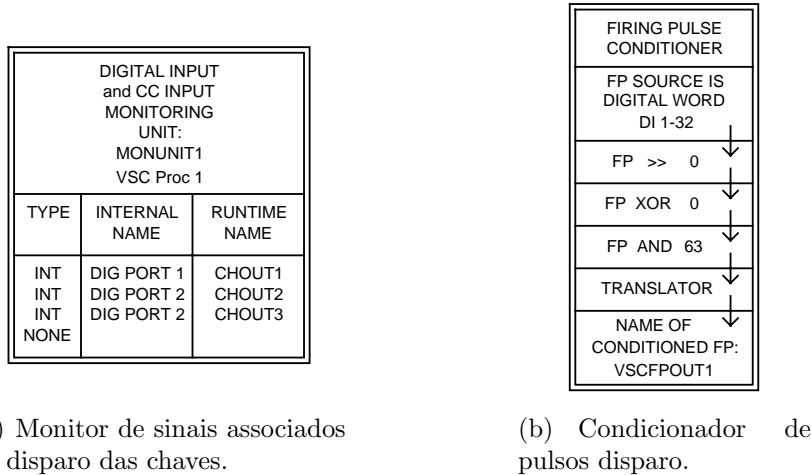 DIGITAL INPUT
and CC INPUT
MONITORING
UNIT:
MONUNIT1
VSC Proc 1
TYPE INTERNAL NAME RUNTIME NAME
INT DIG PORT 1 CHOUT1
INT DIG PORT 2 CHOUT2
INT DIG PORT 2 CHOUT3
NONE
) Monitor de sinais associados
disparo das chaves.
FIRING PULSE
CONDITIONER
FP SOURCE IS
DIGITAL WORD
DI 1-32
FP >> 0
FP XOR 0
FP AND 63
TRANSLATOR
NAME OF
CONDITIONED FP:
VSCFPOUT1
(b) Condicionador de
pulsos disparo.